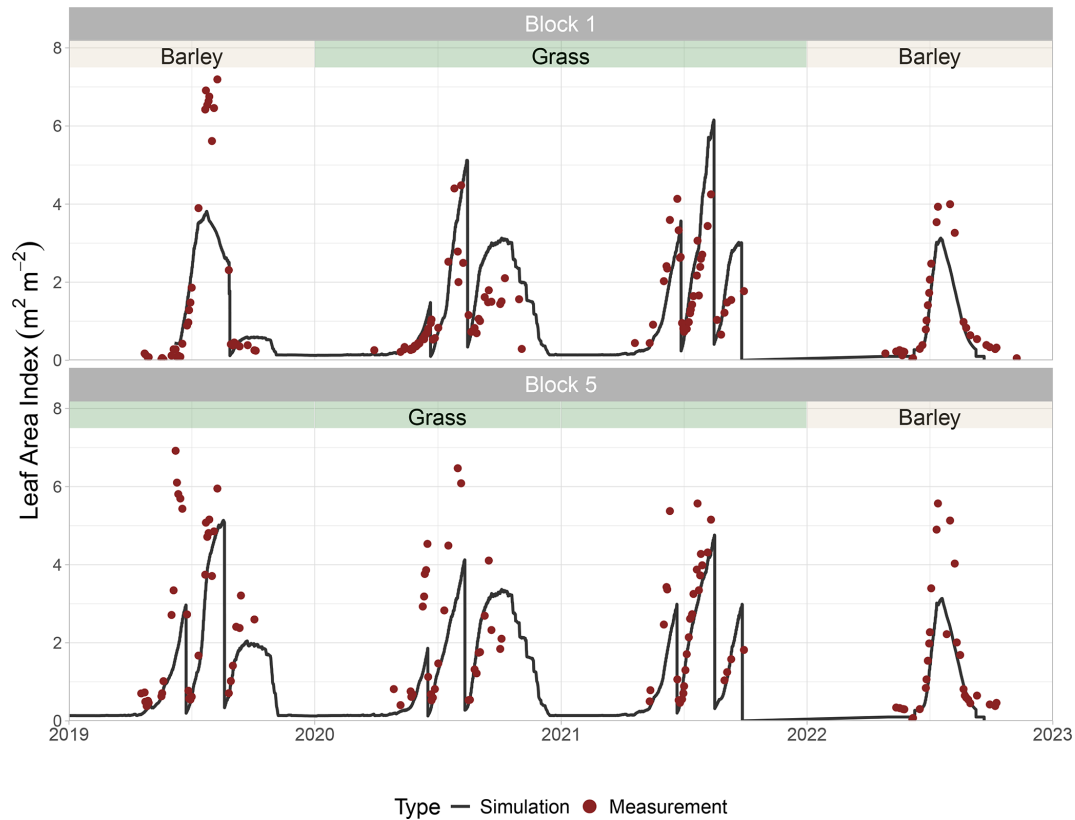 Block 1
Barley Grass Barley
8
6
4
2
0
Leaf Area Index (m² m⁻²)
Block 5
Grass Barley
8
6
4
2
0
2019 2020 2021 2022 2023
Type Simulation Measurement